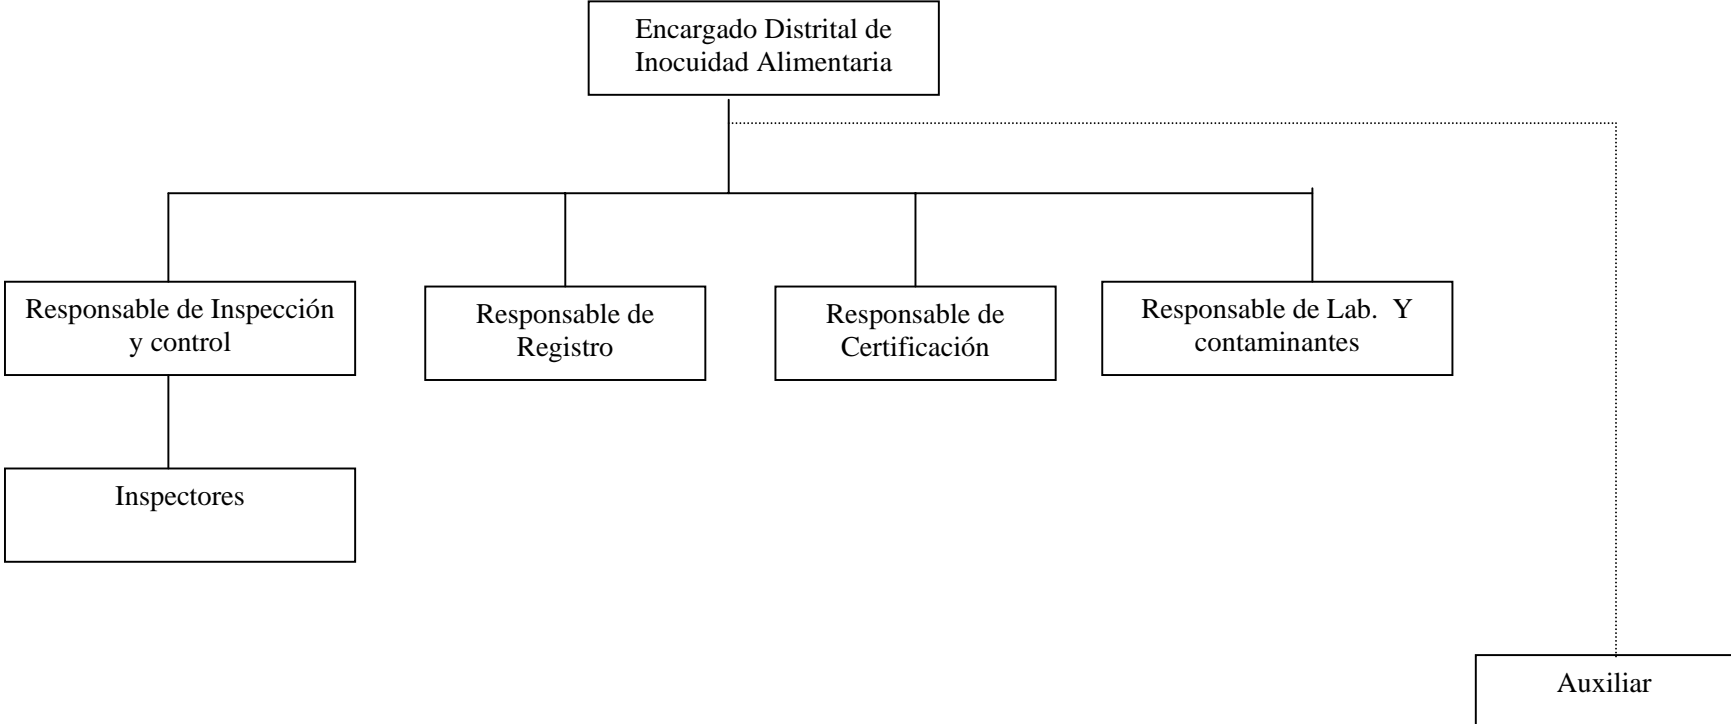 Encargado Distrital de
Inocuidad Alimentaria
Responsable de Inspección
y control
Responsable de
Registro
Responsable de
Certificación
Responsable de Lab. Y
contaminantes
Inspectores
Auxiliar